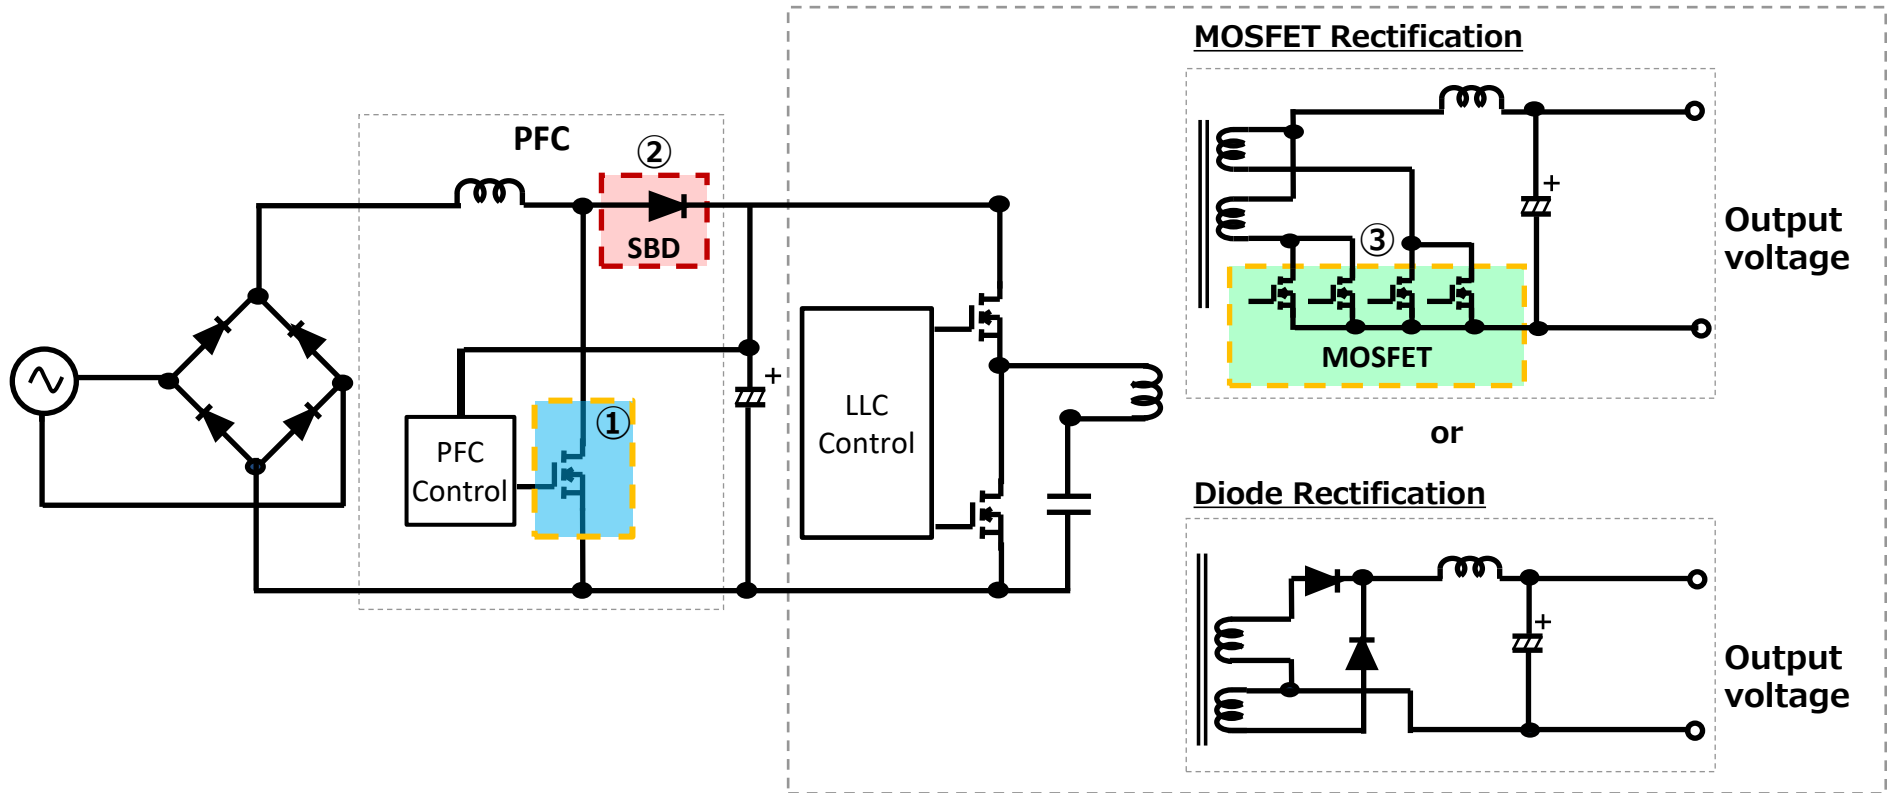 MOSFET Rectification
PFC
②
SBD
+
③
+
Output
voltage
MOSFET
①
PFC
Control
LLC
Control
or
Diode Rectification
+
Output
voltage